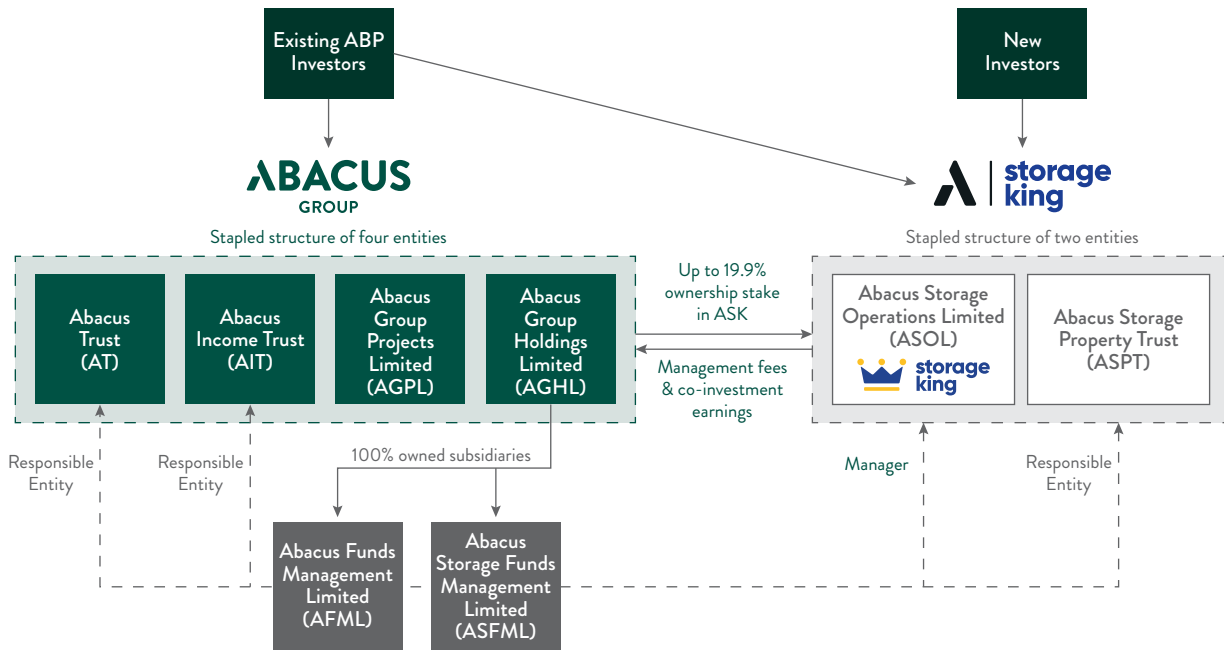 Existing ABP
Investors
New
Investors
ABACUS
GROUP
storage
king
Stapled structure of four entities
Stapled structure of two entities
Abacus
Trust
(AT)
Abacus
Income Trust
(AIT)
Abacus
Group
Projects
Limited
(AGPL)
Abacus
Group
Holdings
Limited
(AGHL)
Up to 19.9%
ownership stake
in ASK
Management fees
& co-investment
earnings
Abacus Storage
Operations Limited
(ASOL)
storage
king
Abacus Storage
Property Trust
(ASPT)
Responsible
Entity
Responsible
Entity
100% owned subsidiaries
Manager
Responsible
Entity
Abacus Funds
Management
Limited
(AFML)
Abacus
Storage Funds
Management
Limited
(ASFML)